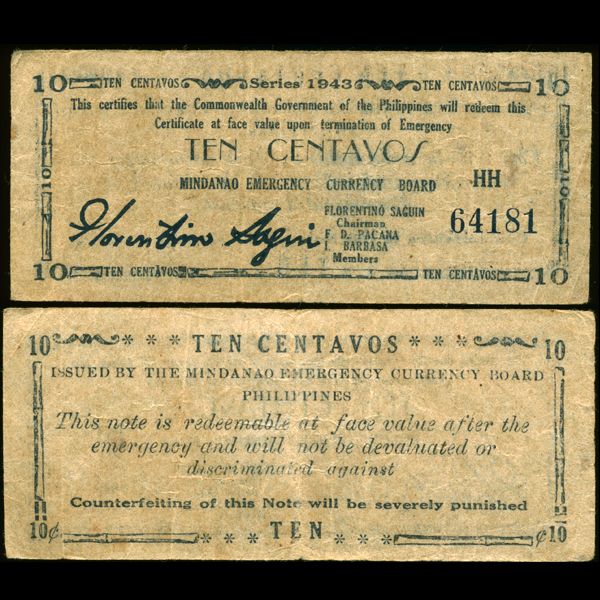 10 TEN CENTAVOS Series 1943 TEN CENTAVOS 10
This certifies that the Commonwealth Government of the Philippines will redeem this
Certificate at face value upon termination of Emergency
TEN CENTAVOS
MINDANAO EMERGENCY CURRENCY BOARD HH
10 10
Florentino Saguin
FLORENTINO SAGUIN
Chairman
F. D. PACANA
I. BARBASA
Members
64181
10 TEN CENTAVOS TEN CENTAVOS 10
10 * * * TEN CENTAVOS * * * 10
ISSUED BY THE MINDANAO EMERGENCY CURRENCY BOARD
PHILIPPINES
This note is redeemable at face value after the
emergency and will not be devaluated or
discriminated against
Counterfeiting of this Note will be severely punished
10¢ * * * TEN * * * ¢10